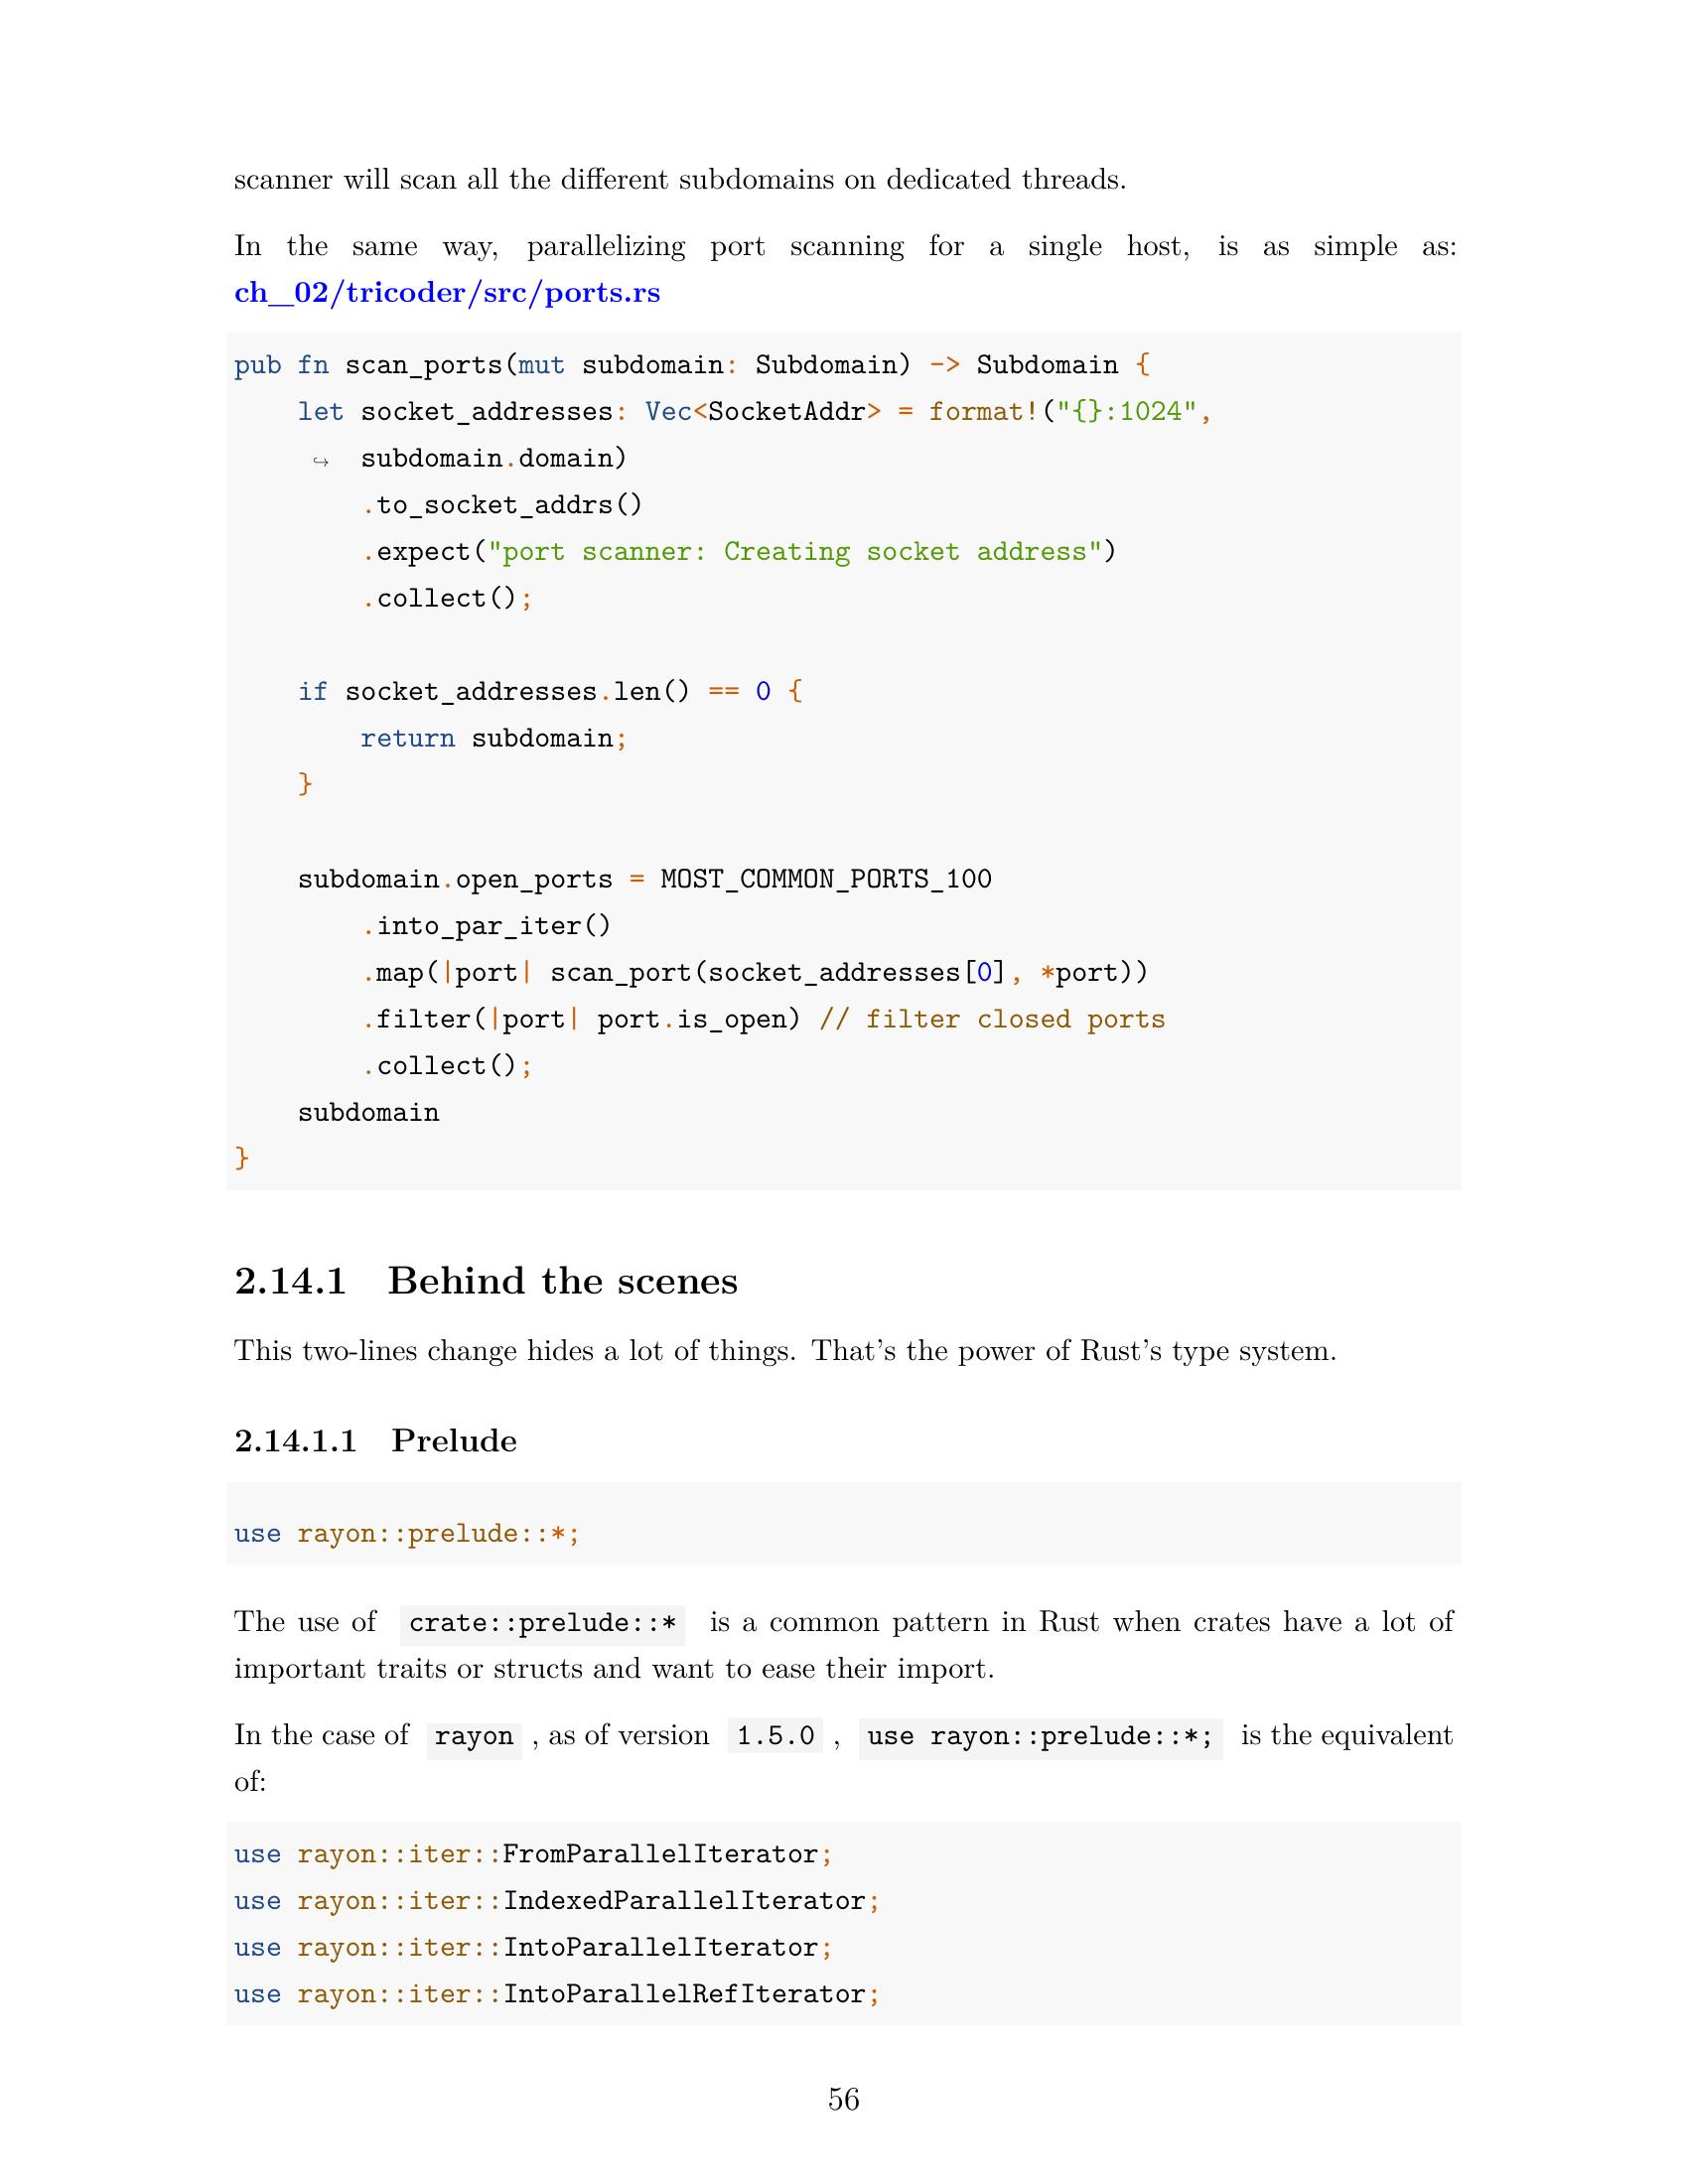 scanner will scan all the different subdomains on dedicated threads.
In the same way, parallelizing port scanning for a single host, is as simple as:
ch_02/tricoder/src/ports.rs
pub fn scan_ports(mut subdomain: Subdomain) -> Subdomain {
    let socket_addresses: Vec<SocketAddr> = format!("{}:1024",
     ↪  subdomain.domain)
        .to_socket_addrs()
        .expect("port scanner: Creating socket address")
        .collect();

    if socket_addresses.len() == 0 {
        return subdomain;
    }

    subdomain.open_ports = MOST_COMMON_PORTS_100
        .into_par_iter()
        .map(|port| scan_port(socket_addresses[0], *port))
        .filter(|port| port.is_open) // filter closed ports
        .collect();
    subdomain
}
2.14.1 Behind the scenes
This two-lines change hides a lot of things. That's the power of Rust's type system.
2.14.1.1 Prelude
use rayon::prelude::*;
The use of crate::prelude::* is a common pattern in Rust when crates have a lot of
important traits or structs and want to ease their import.
In the case of rayon , as of version 1.5.0 , use rayon::prelude::*; is the equivalent
of:
use rayon::iter::FromParallelIterator;
use rayon::iter::IndexedParallelIterator;
use rayon::iter::IntoParallelIterator;
use rayon::iter::IntoParallelRefIterator;
56